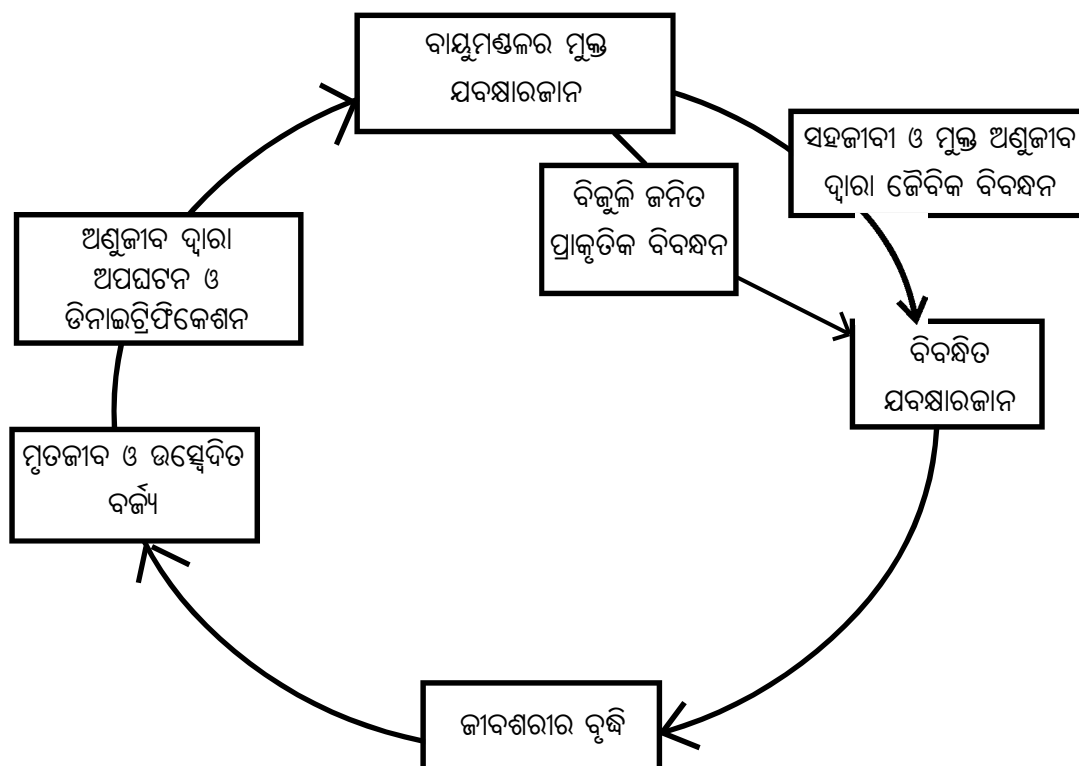 ବାୟୁମଣ୍ଡଳର ମୁକ୍ତ
ଯବକ୍ଷାରଜାନ
ସହଜୀବୀ ଓ ମୁକ୍ତ ଅଣୁଜୀବ
ଦ୍ୱାରା ଜୈବିକ ବିବନ୍ଧନ
ବିଜୁଳି ଜନିତ
ପ୍ରାକୃତିକ ବିବନ୍ଧନ
ଅଣୁଜୀବ ଦ୍ୱାରା
ଅପଘଟନ ଓ
ଡିନାଇଟ୍ରିଫିକେଶନ
ବିବନ୍ଧିତ
ଯବକ୍ଷାରଜାନ
ମୃତଜୀବ ଓ ଉତ୍ସ୍ୱେଦିତ
ବର୍ଜ୍ୟ
ଜୀବଶରୀର ବୃଦ୍ଧି